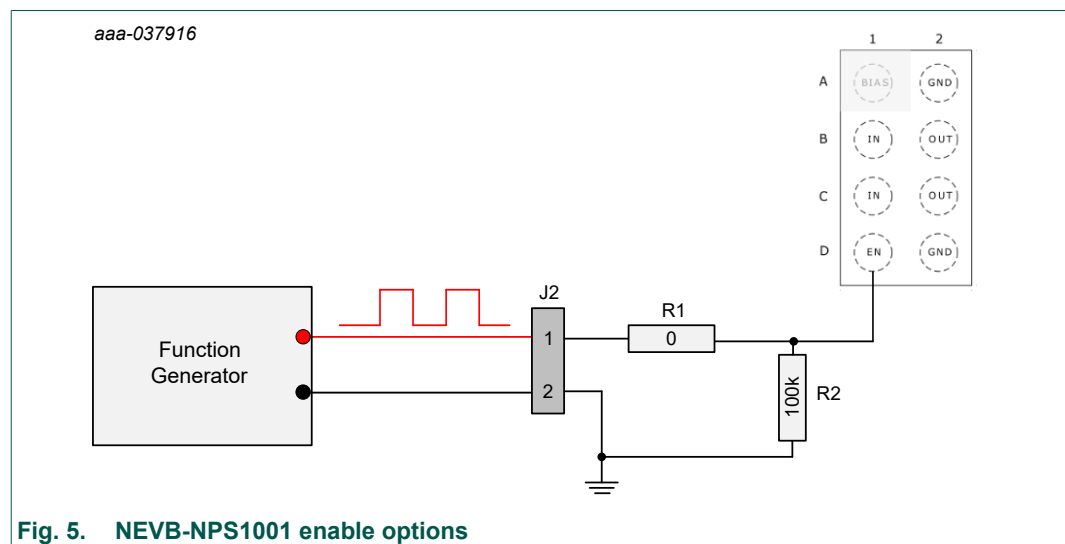 aaa-037916
1 2
A BIAS GND
B IN OUT
C IN OUT
D EN GND
J2
R1
1 0
Function
Generator
2
100k R2
Fig. 5. NEVB-NPS1001 enable options